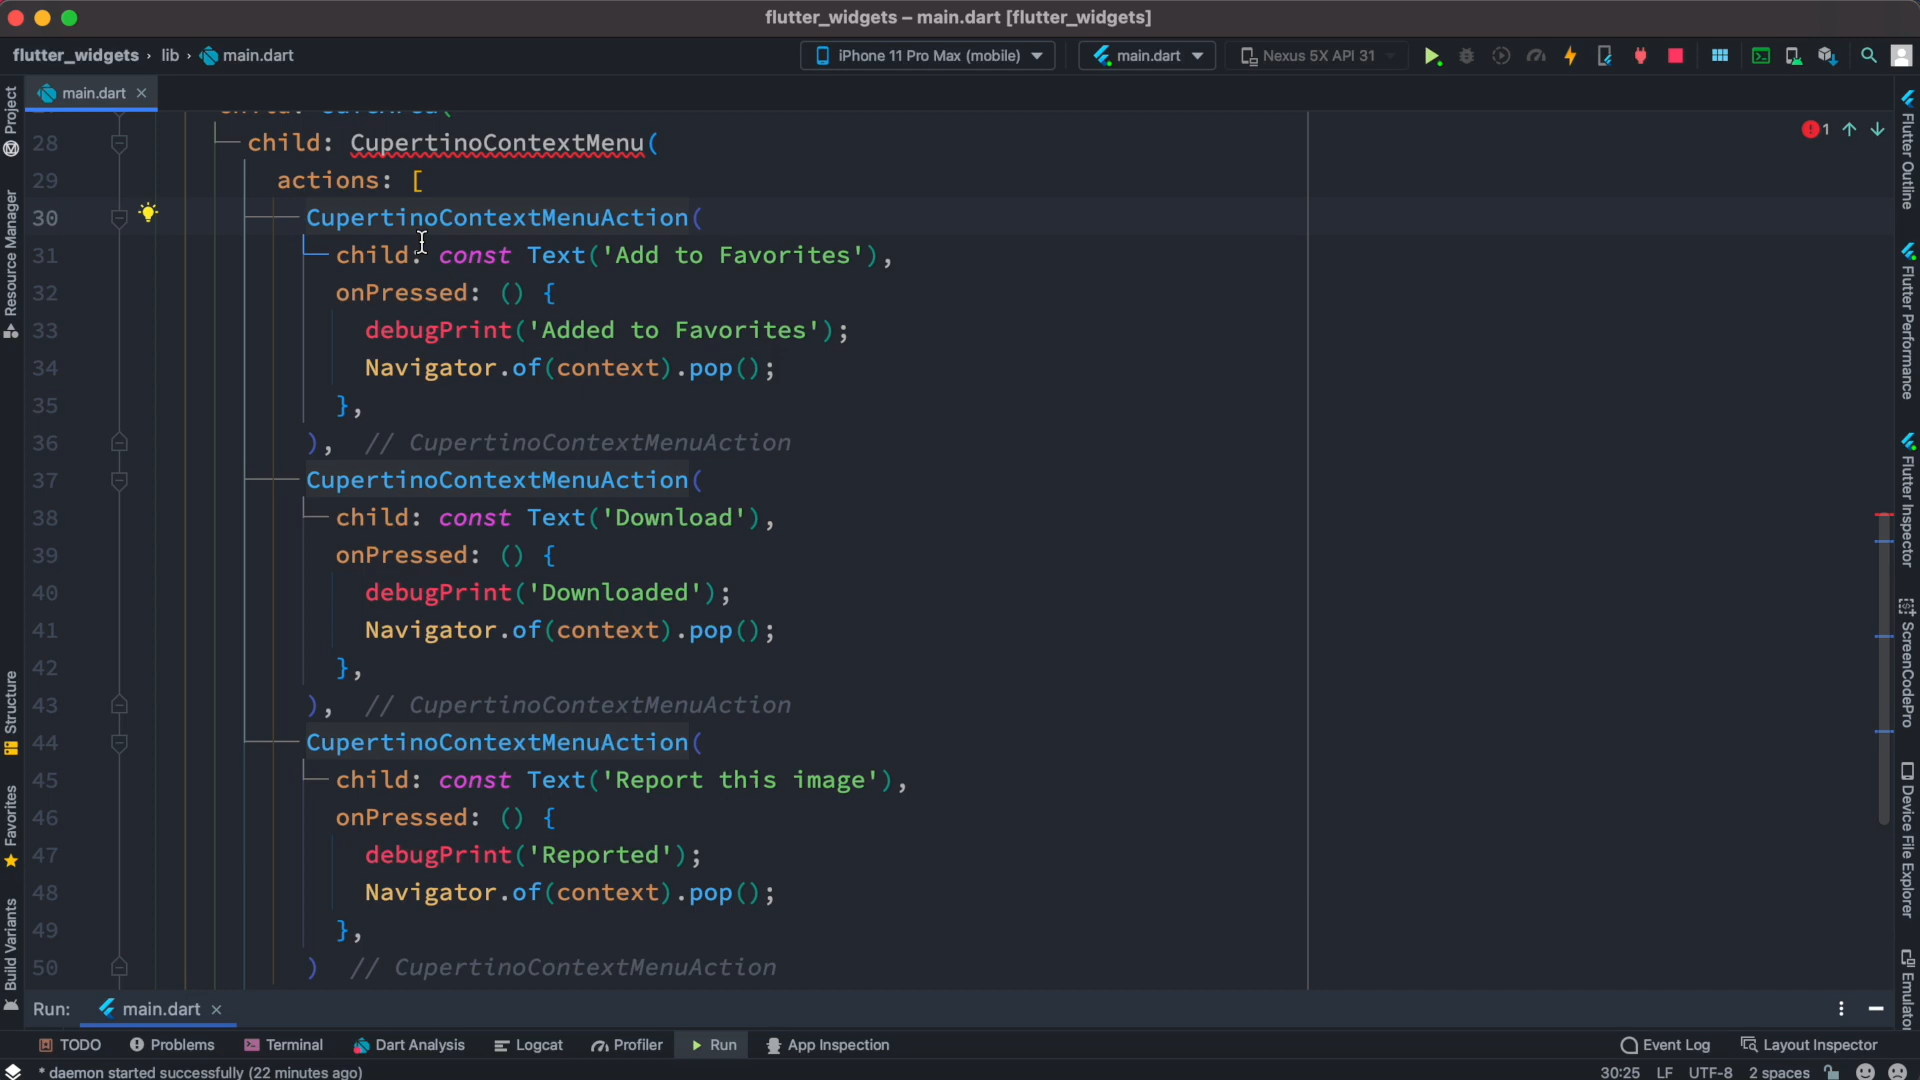 flutter_widgets – main.dart [flutter_widgets]
flutter_widgets › lib › main.dart
iPhone 11 Pro Max (mobile)
main.dart
Nexus 5X API 31
main.dart
28 child: CupertinoContextMenu(
29 actions: [
30 CupertinoContextMenuAction(
31 child: const Text('Add to Favorites'),
32 onPressed: () {
33 debugPrint('Added to Favorites');
34 Navigator.of(context).pop();
35 },
36 ), // CupertinoContextMenuAction
37 CupertinoContextMenuAction(
38 child: const Text('Download'),
39 onPressed: () {
40 debugPrint('Downloaded');
41 Navigator.of(context).pop();
42 },
43 ), // CupertinoContextMenuAction
44 CupertinoContextMenuAction(
45 child: const Text('Report this image'),
46 onPressed: () {
47 debugPrint('Reported');
48 Navigator.of(context).pop();
49 },
50 ) // CupertinoContextMenuAction
1
Project
Resource Manager
Structure
Favorites
Build Variants
Flutter Outline
Flutter Performance
Flutter Inspector
ScreenCodePro
Device File Explorer
Emulator
Run: main.dart
TODO Problems Terminal Dart Analysis Logcat Profiler Run App Inspection Event Log Layout Inspector
* daemon started successfully (22 minutes ago) 30:25 LF UTF-8 2 spaces